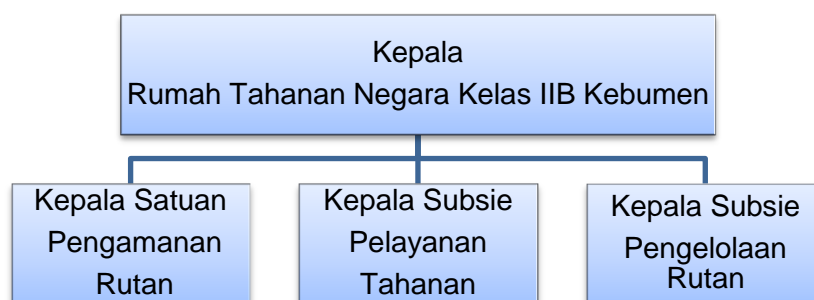 Kepala
Rumah Tahanan Negara Kelas IIB Kebumen
Kepala Satuan
Pengamanan
Rutan
Kepala Subsie
Pelayanan
Tahanan
Kepala Subsie
Pengelolaan
Rutan